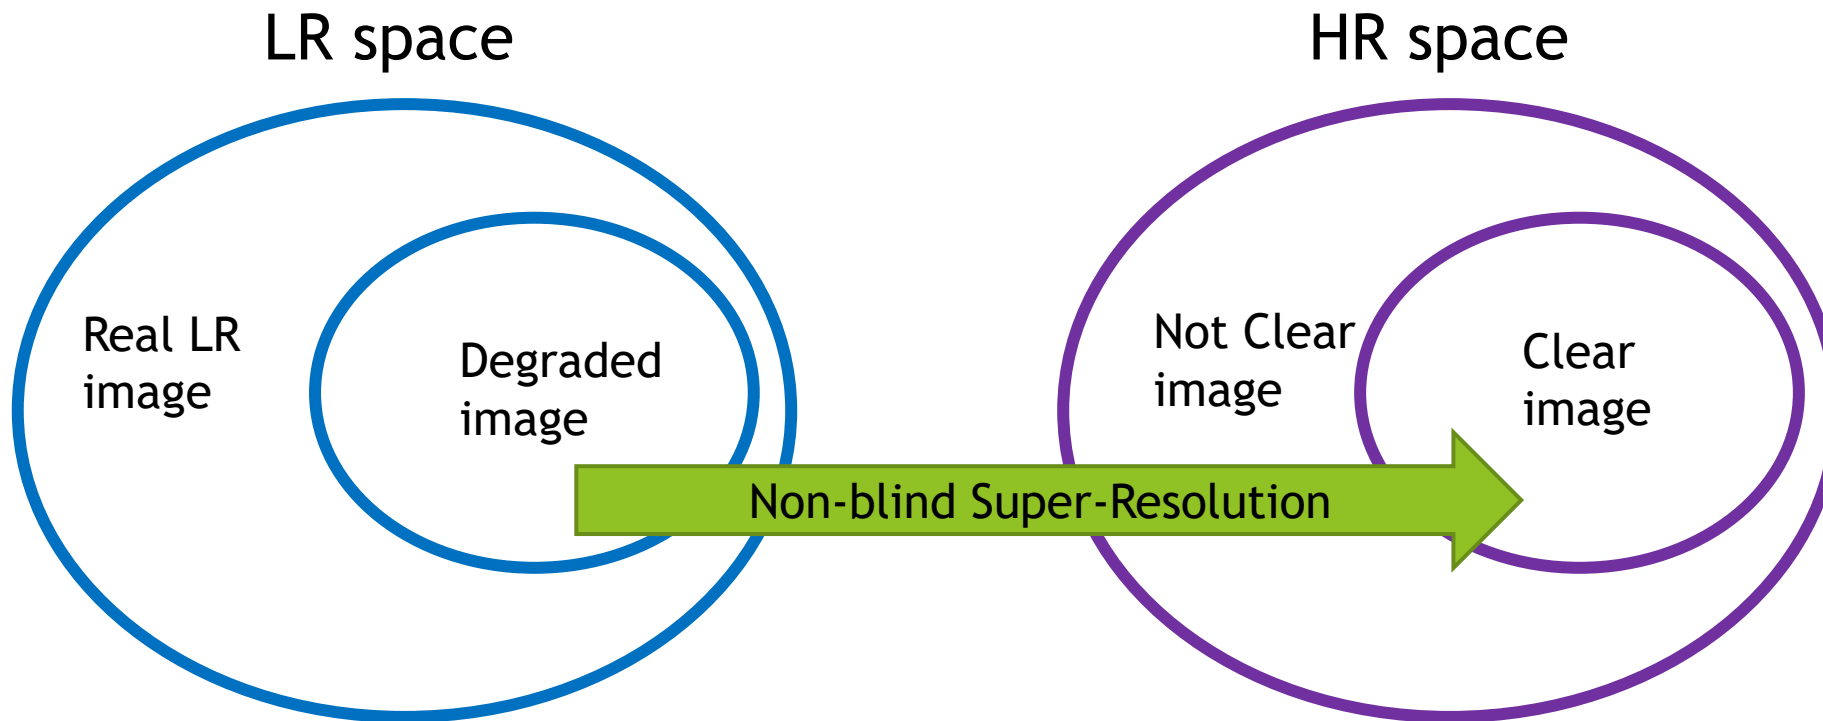 LR space
HR space
Real LR
image
Degraded
image
Not Clear
image
Clear
image
Non-blind Super-Resolution